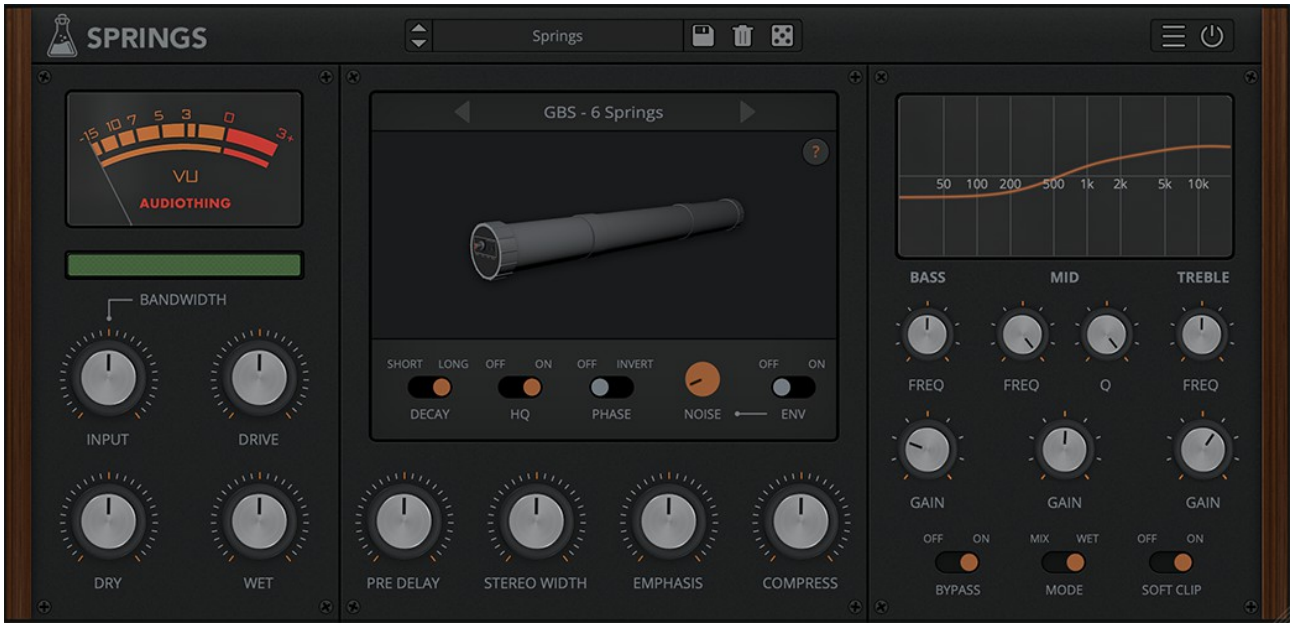 SPRINGS
Springs
-15 10 7 5 3 0 3+
VU
AUDIOTHING
BANDWIDTH
INPUT
DRIVE
DRY
WET
GBS - 6 Springs
?
SHORT LONG
DECAY
OFF ON
HQ
OFF INVERT
PHASE
NOISE
OFF ON
ENV
PRE DELAY
STEREO WIDTH
EMPHASIS
COMPRESS
50 100 200 500 1k 2k 5k 10k
BASS MID TREBLE
FREQ FREQ Q FREQ
GAIN GAIN GAIN
OFF ON
BYPASS
MIX WET
MODE
OFF ON
SOFT CLIP